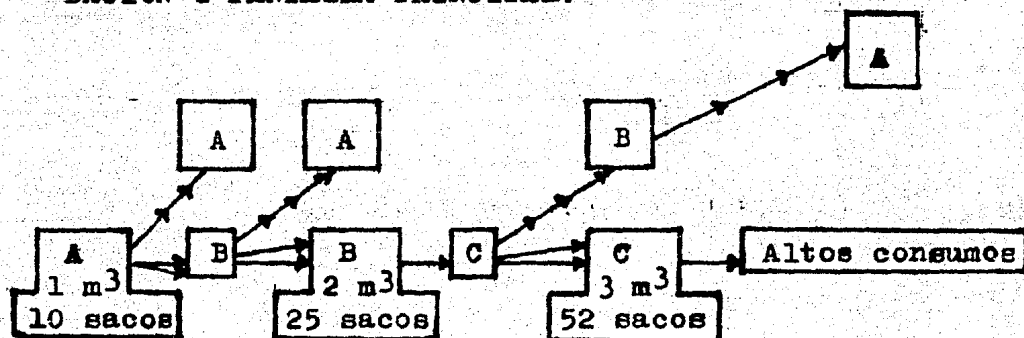 A
A A B
A B B C C Altos consumos
1 m³ 2 m³ 3 m³
10 sacos 25 sacos 52 sacos